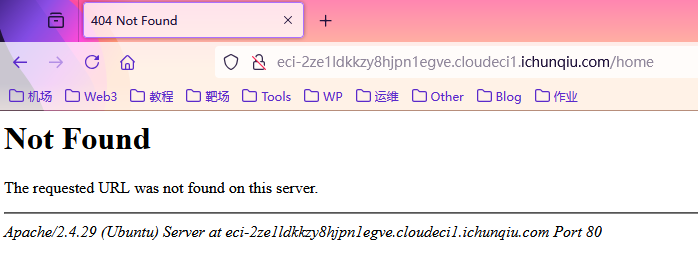 404 Not Found
eci-2ze1ldkkzy8hjpn1egve.cloudeci1.ichunqiu.com/home
机场 Web3 教程 靶场 Tools WP 运维 Other Blog 作业
Not Found
The requested URL was not found on this server.
Apache/2.4.29 (Ubuntu) Server at eci-2ze1ldkkzy8hjpn1egve.cloudeci1.ichunqiu.com Port 80